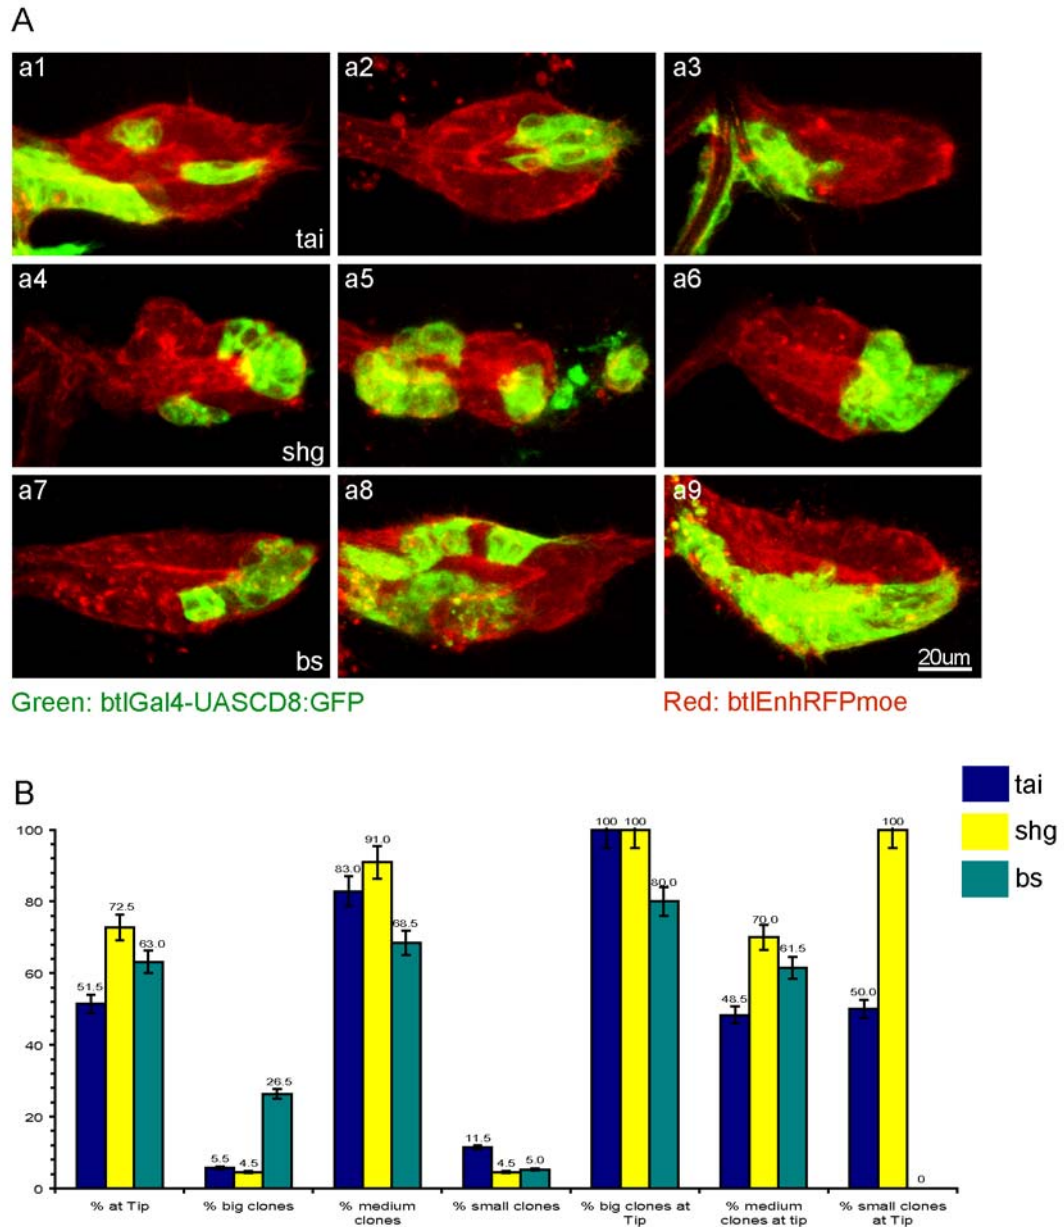 A
a1
a2
a3
tai
a4
a5
a6
shg
a7
a8
a9
bs
20um
Green: btlGal4-UASCD8:GFP
Red: btlEnhRFPmoe
B
tai
shg
bs
100
80
60
40
20
0
51.5
72.5
63.0
5.5
4.5
26.5
83.0
91.0
68.5
11.5
4.5
5.0
100
100
80.0
48.5
70.0
61.5
50.0
100
0
% at Tip
% big clones
% medium
clones
% small clones
% big clones at
Tip
% medium
clones at tip
% small clones
at Tip